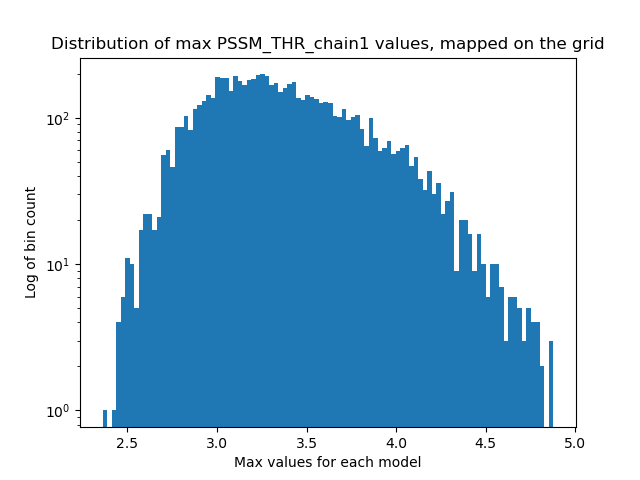 Distribution of max PSSM_THR_chain1 values, mapped on the grid
Log of bin count
10²
10¹
10⁰
2.5 3.0 3.5 4.0 4.5 5.0
Max values for each model